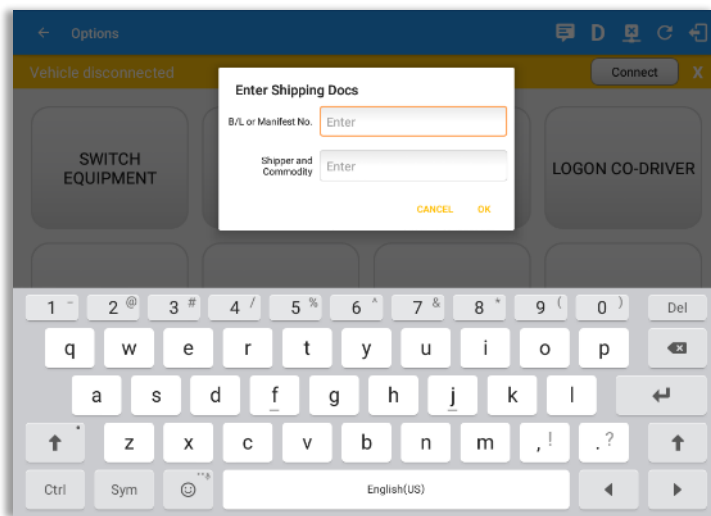 Options
D
Vehicle disconnected
Connect
X
Enter Shipping Docs
B/L or Manifest No.
Enter
Shipper and
Commodity
Enter
CANCEL
OK
SWITCH
EQUIPMENT
LOGON CO-DRIVER
1 - 2 @ 3 # 4 / 5 % 6 ^ 7 & 8 * 9 ( 0 ) Del
q w e r t y u i o p
a s d f g h j k l
z x c v b n m , ! . ?
Ctrl Sym English(US)